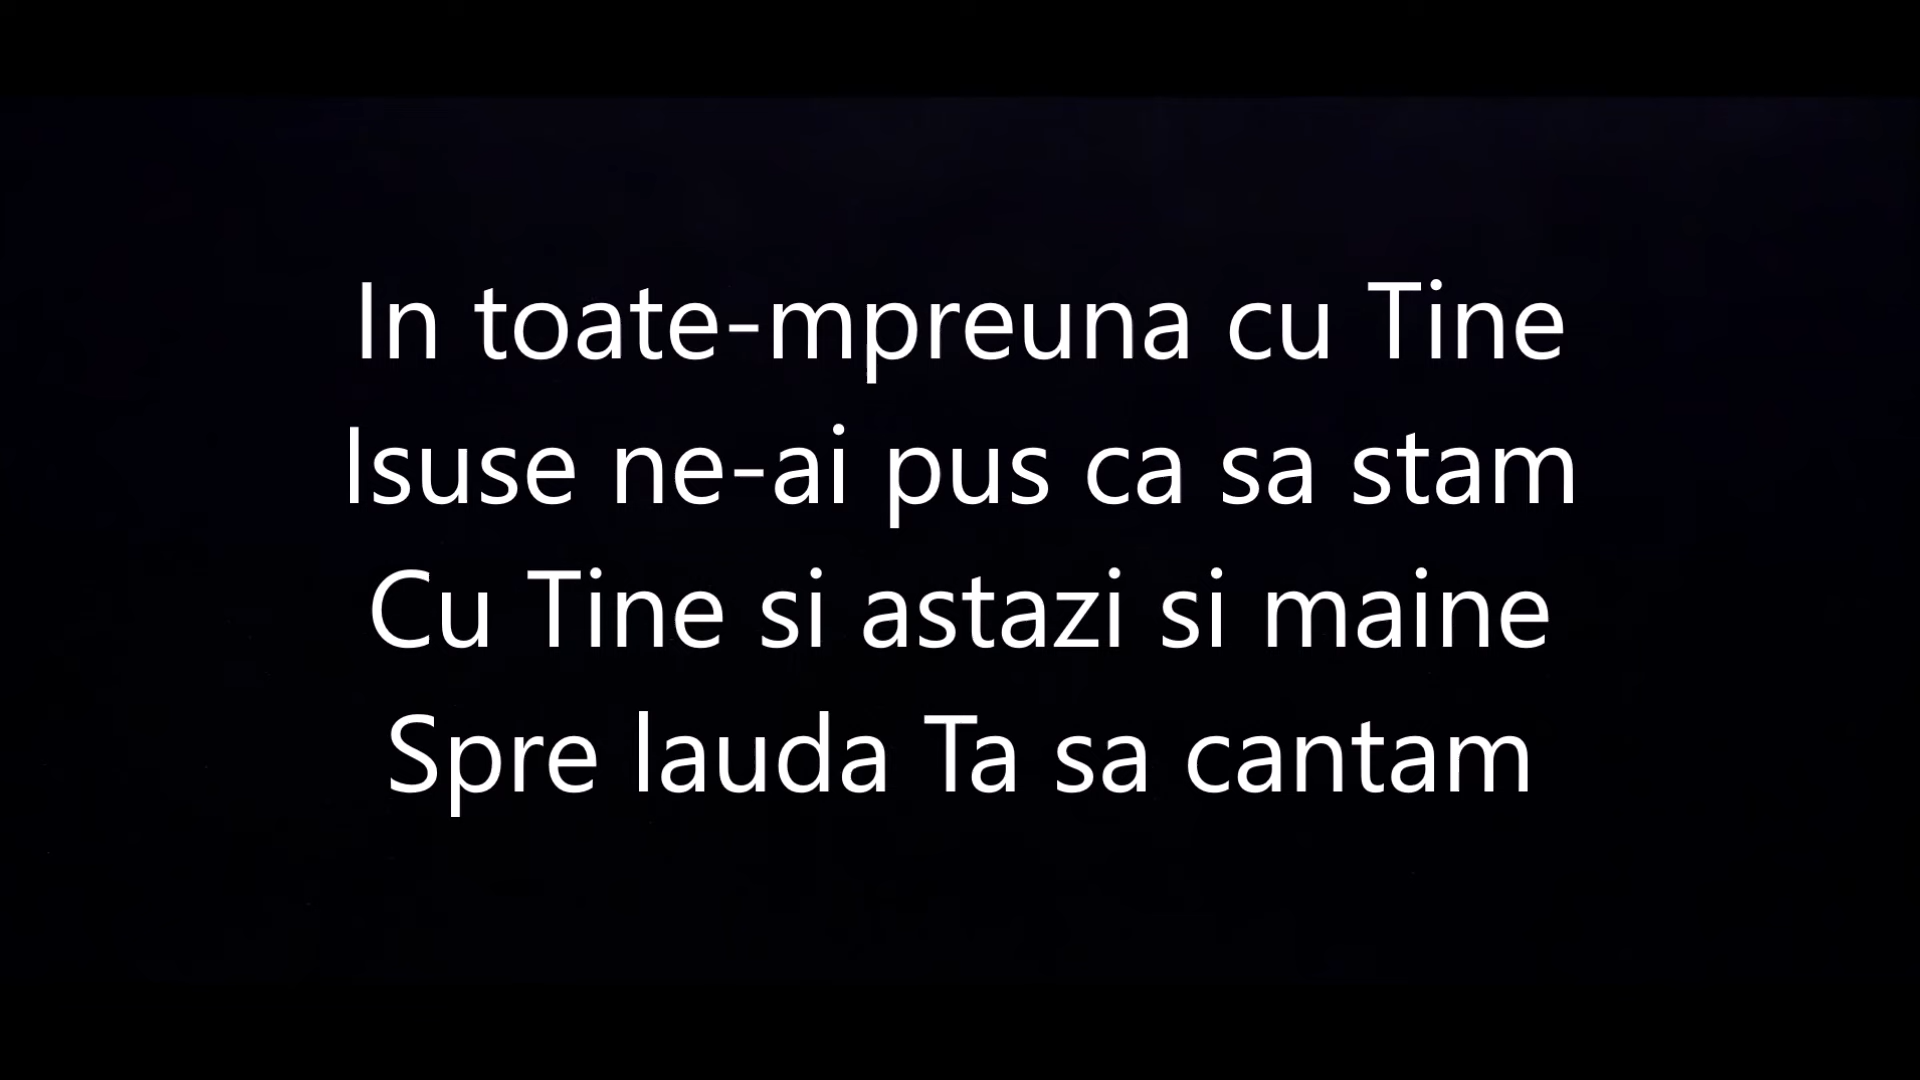 In toate-mpreuna cu Tine
Isuse ne-ai pus ca sa stam
Cu Tine si astazi si maine
Spre lauda Ta sa cantam